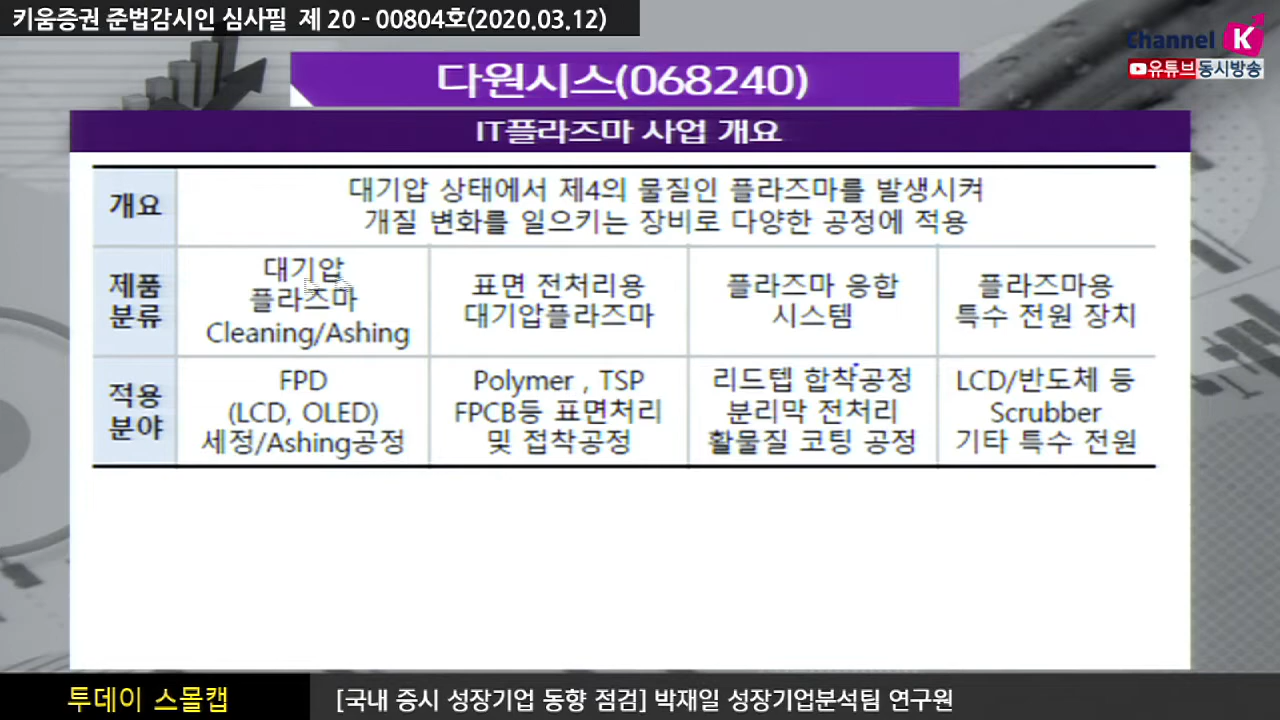 키움증권 준법감시인 심사필 제 20 - 00804호(2020.03.12)
Channel K
유튜브 동시방송
다원시스(068240)
IT플라즈마 사업 개요
개요
대기압 상태에서 제4의 물질인 플라즈마를 발생시켜
개질 변화를 일으키는 장비로 다양한 공정에 적용
제품
분류
대기압
플라즈마
Cleaning/Ashing
표면 전처리용
대기압플라즈마
플라즈마 응합
시스템
플라즈마용
특수 전원 장치
적용
분야
FPD
(LCD, OLED)
세정/Ashing공정
Polymer , TSP
FPCB등 표면처리
및 접착공정
리드텝 합착공정
분리막 전처리
활물질 코팅 공정
LCD/반도체 등
Scrubber
기타 특수 전원
투데이 스몰캡
[국내 증시 성장기업 동향 점검] 박재일 성장기업분석팀 연구원